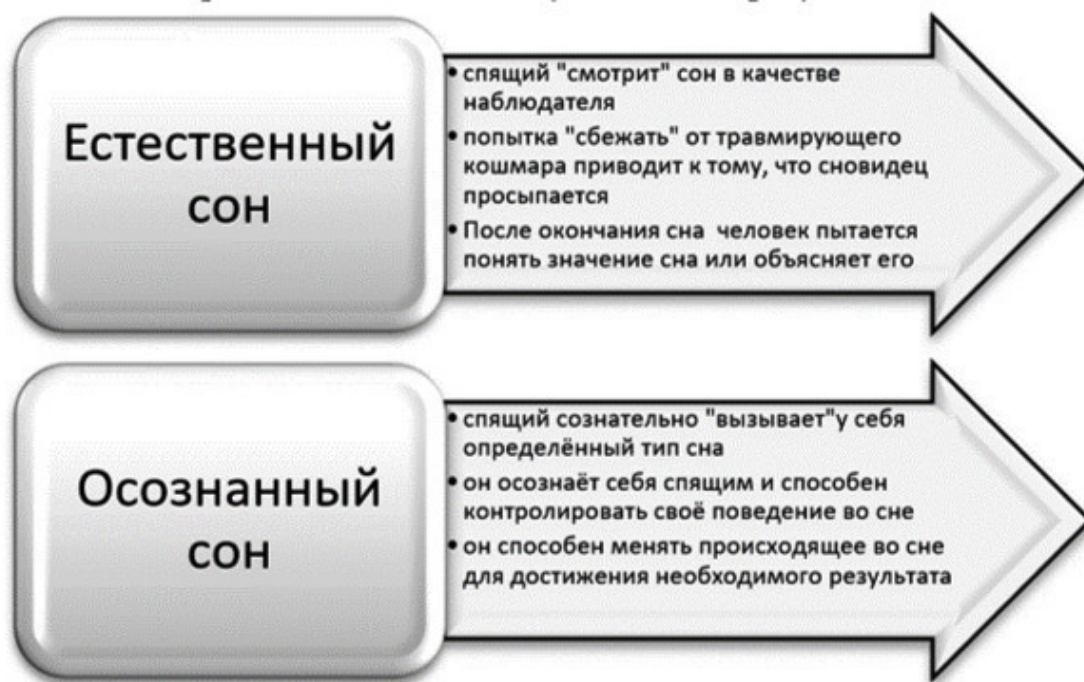 Естественный
сон
• спящий "смотрит" сон в качестве
наблюдателя
• попытка "сбежать" от травмирующего
кошмара приводит к тому, что сновидец
просыпается
• После окончания сна человек пытается
понять значение сна или объясняет его
Осознанный
сон
• спящий сознательно "вызывает"у себя
определённый тип сна
• он осознаёт себя спящим и способен
контролировать своё поведение во сне
• он способен менять происходящее во сне
для достижения необходимого результата